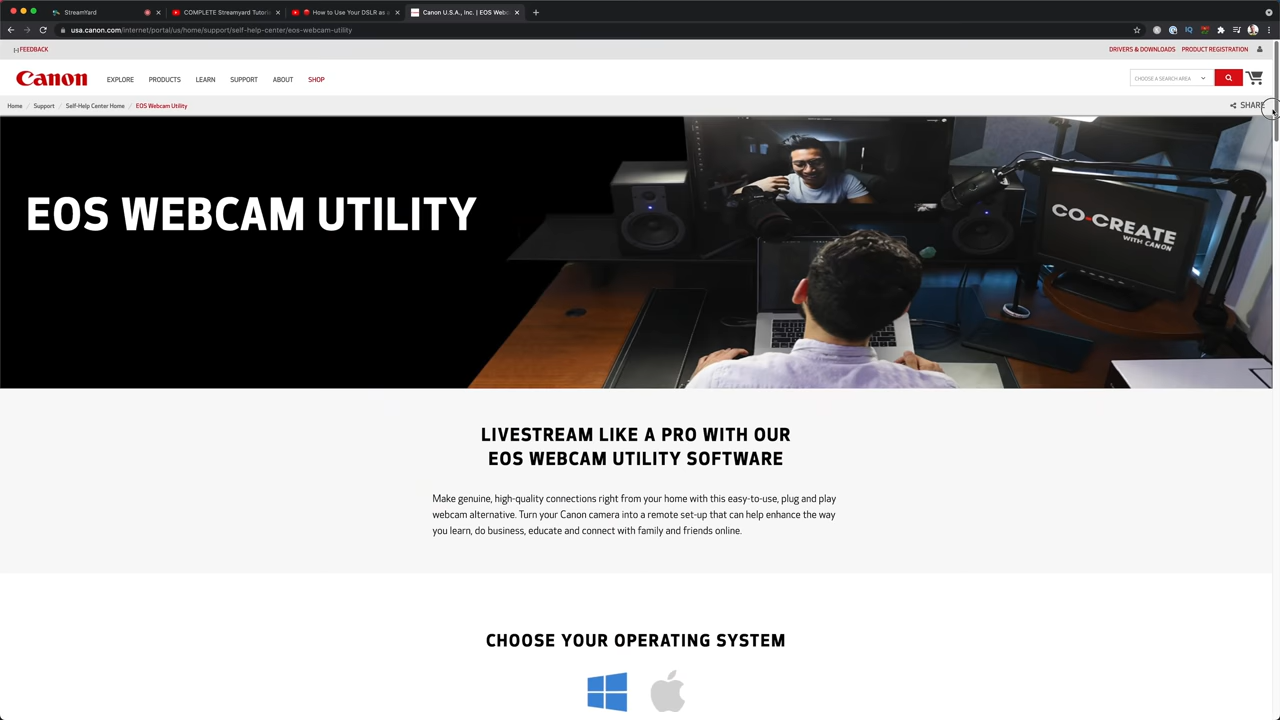 StreamYard
COMPLETE Streamyard Tutori
How to Use Your DSLR as a
Canon U.S.A., Inc. | EOS Web
usa.canon.com/internet/portal/us/home/support/self-help-center/eos-webcam-utility
[-] FEEDBACK
DRIVERS & DOWNLOADS PRODUCT REGISTRATION
Canon
EXPLORE PRODUCTS LEARN SUPPORT ABOUT SHOP
CHOOSE A SEARCH AREA
Home / Support / Self-Help Center Home / EOS Webcam Utility
SHARE
EOS WEBCAM UTILITY
CO-CREATE
WITH CANON
LIVESTREAM LIKE A PRO WITH OUR
EOS WEBCAM UTILITY SOFTWARE
Make genuine, high-quality connections right from your home with this easy-to-use, plug and play
webcam alternative. Turn your Canon camera into a remote set-up that can help enhance the way
you learn, do business, educate and connect with family and friends online.
CHOOSE YOUR OPERATING SYSTEM